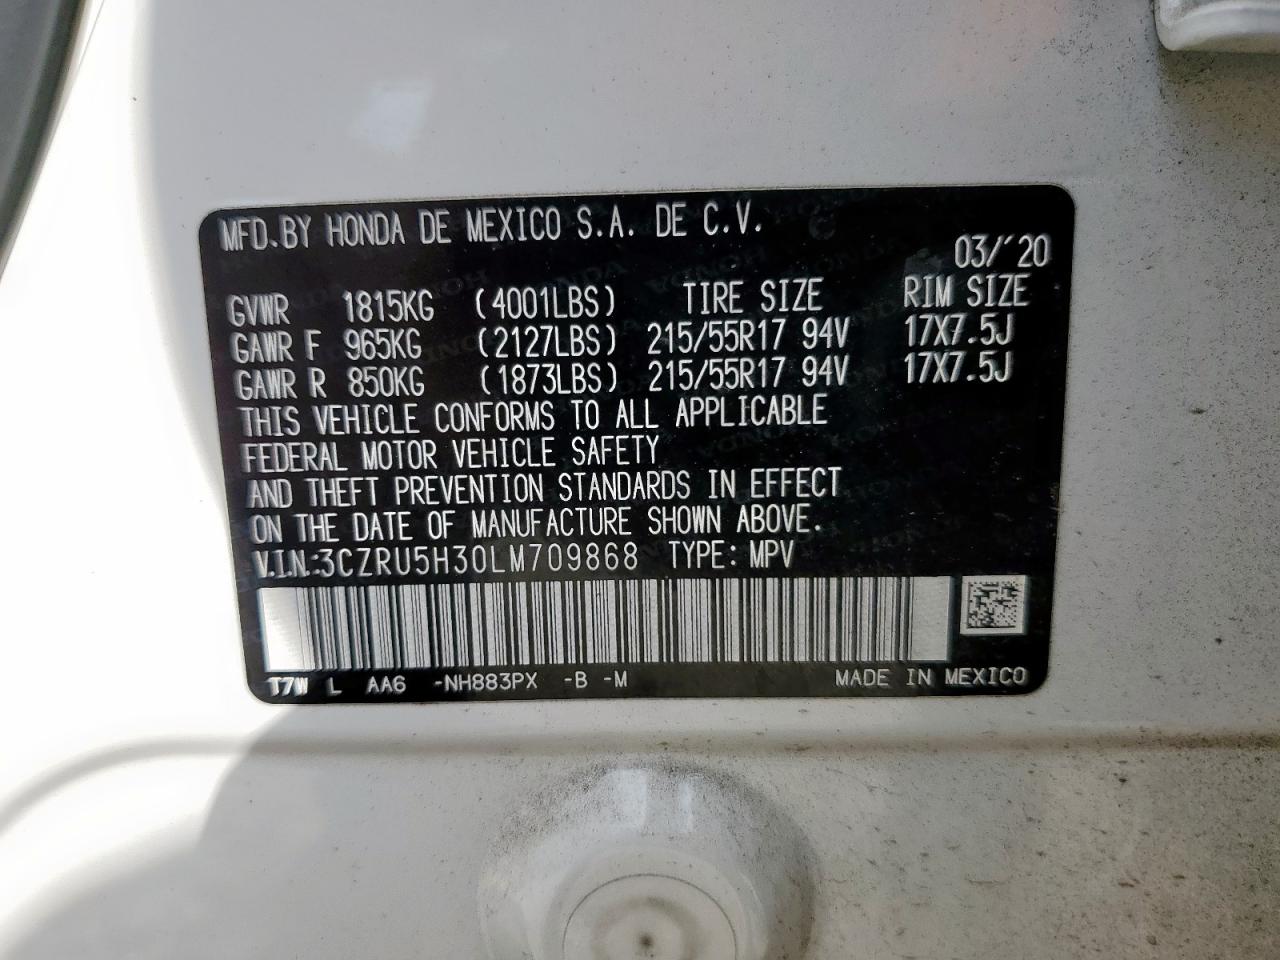 MFD.BY HONDA DE MEXICO S.A. DE C.V.
03/'20
GVWR 1815KG (4001LBS) TIRE SIZE RIM SIZE
GAWR F 965KG (2127LBS) 215/55R17 94V 17X7.5J
GAWR R 850KG (1873LBS) 215/55R17 94V 17X7.5J
THIS VEHICLE CONFORMS TO ALL APPLICABLE
FEDERAL MOTOR VEHICLE SAFETY
AND THEFT PREVENTION STANDARDS IN EFFECT
ON THE DATE OF MANUFACTURE SHOWN ABOVE.
V.I.N.:3CZRU5H30LM709868 TYPE: MPV
T7W L AA6 -NH883PX -B -M MADE IN MEXICO